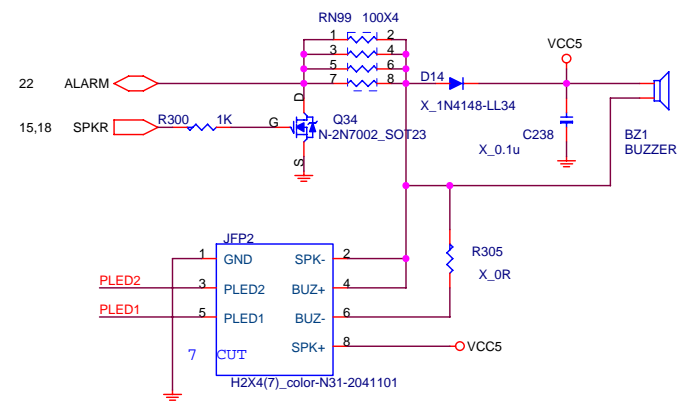 RN99 100X4
1 2
3 4
5 6
7 8
VCC5
D14
22 ALARM
D
X_1N4148-LL34
15,18 SPKR
R300 1K
G
Q34
N-2N7002_SOT23
S
C238
X_0.1u
BZ1
BUZZER
JFP2
1 GND SPK- 2
R305
X_0R
PLED2 3 PLED2 BUZ+ 4
PLED1 5 PLED1 BUZ- 6
7 CUT SPK+ 8 VCC5
H2X4(7)_color-N31-2041101